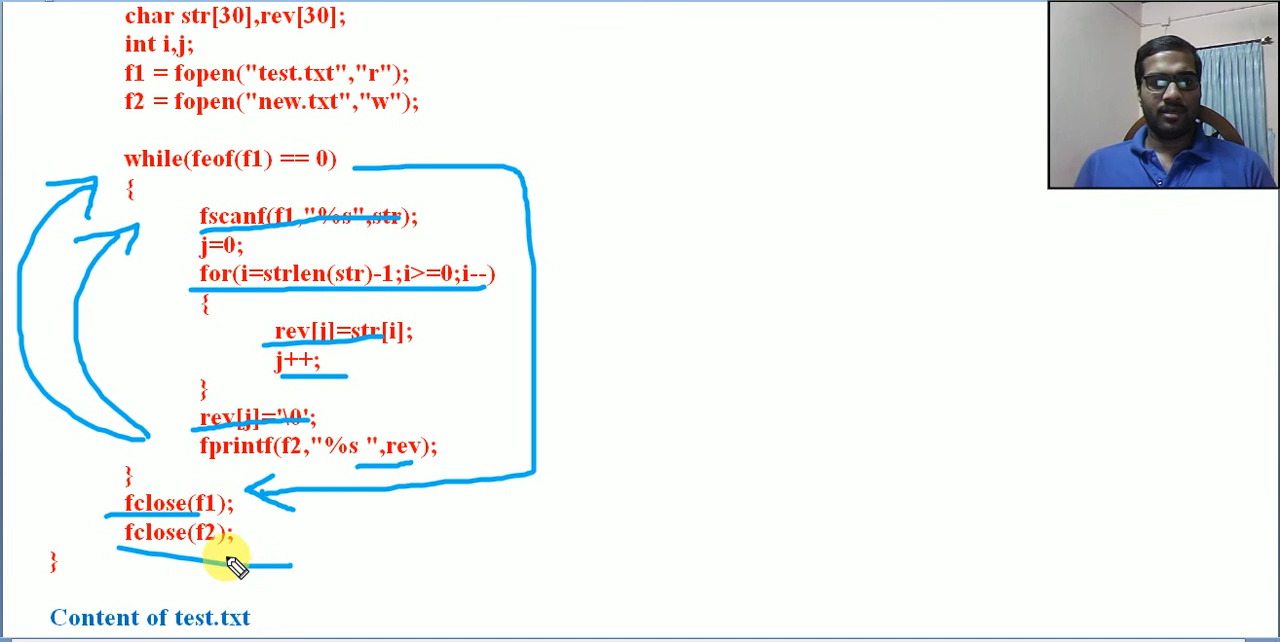 char str[30],rev[30];
int i,j;
f1 = fopen("test.txt","r");
f2 = fopen("new.txt","w");
while(feof(f1) == 0)
{
fscanf(f1,"%s",str);
j=0;
for(i=strlen(str)-1;i>=0;i--)
{
rev[j]=str[i];
j++;
}
rev[j]='\0';
fprintf(f2,"%s ",rev);
}
fclose(f1);
fclose(f2);
}
Content of test.txt